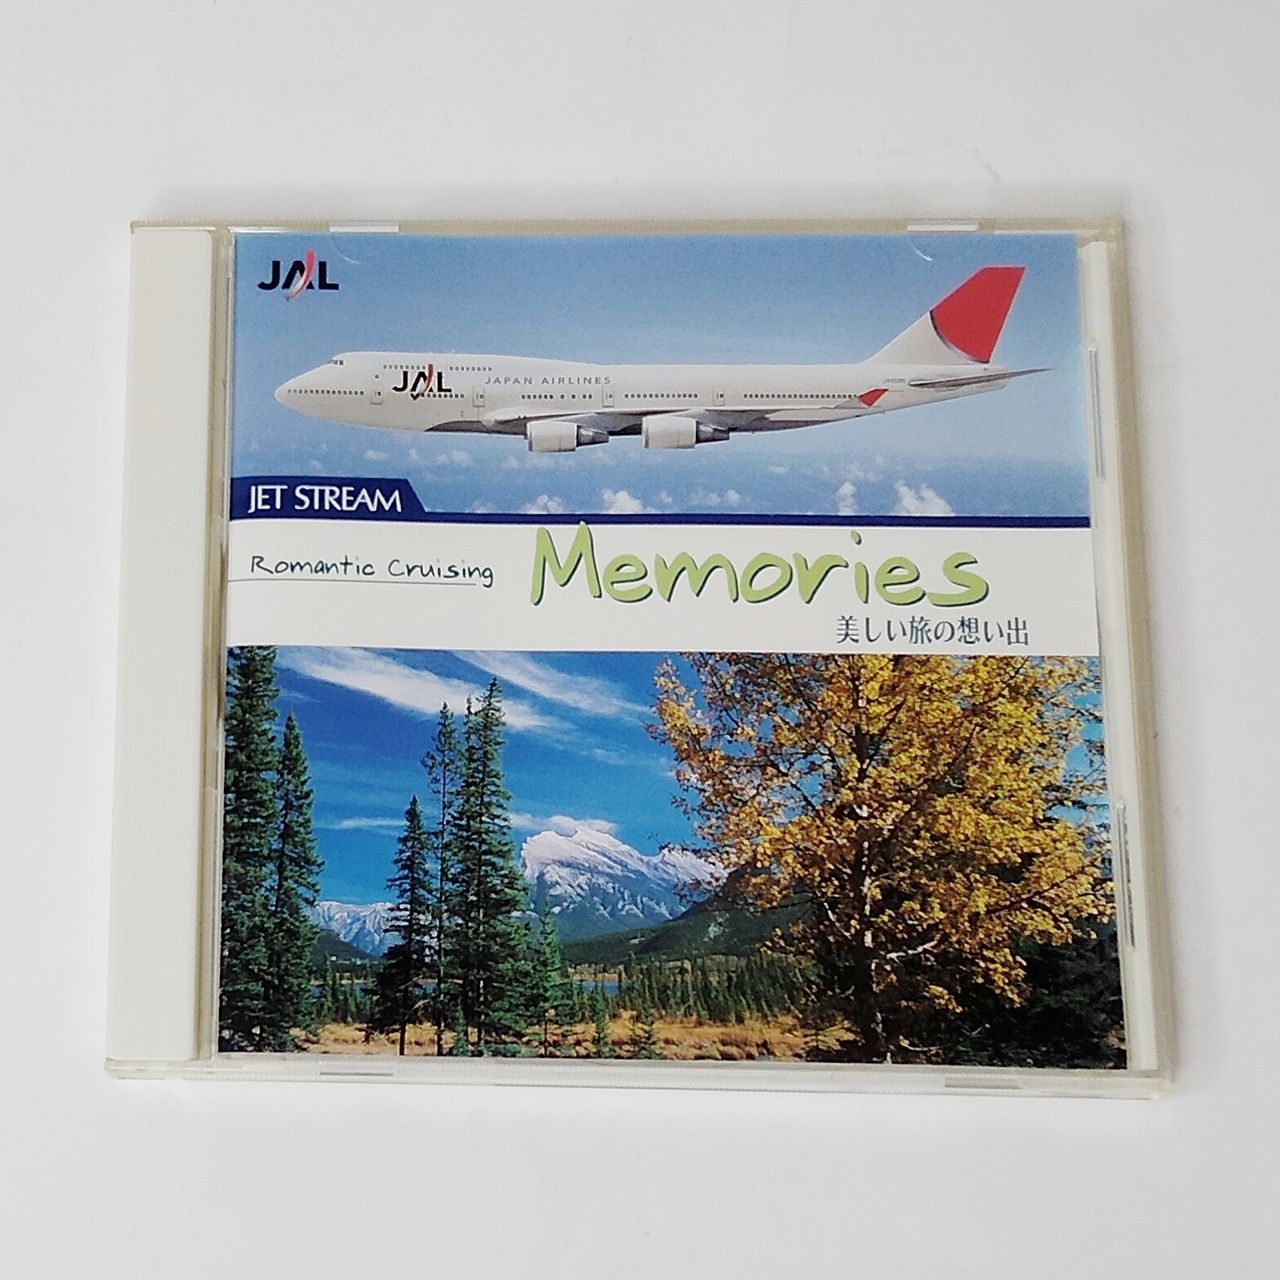 JAL
JAL JAPAN AIRLINES
JET STREAM
Romantic Cruising
Memories
美しい旅の想い出